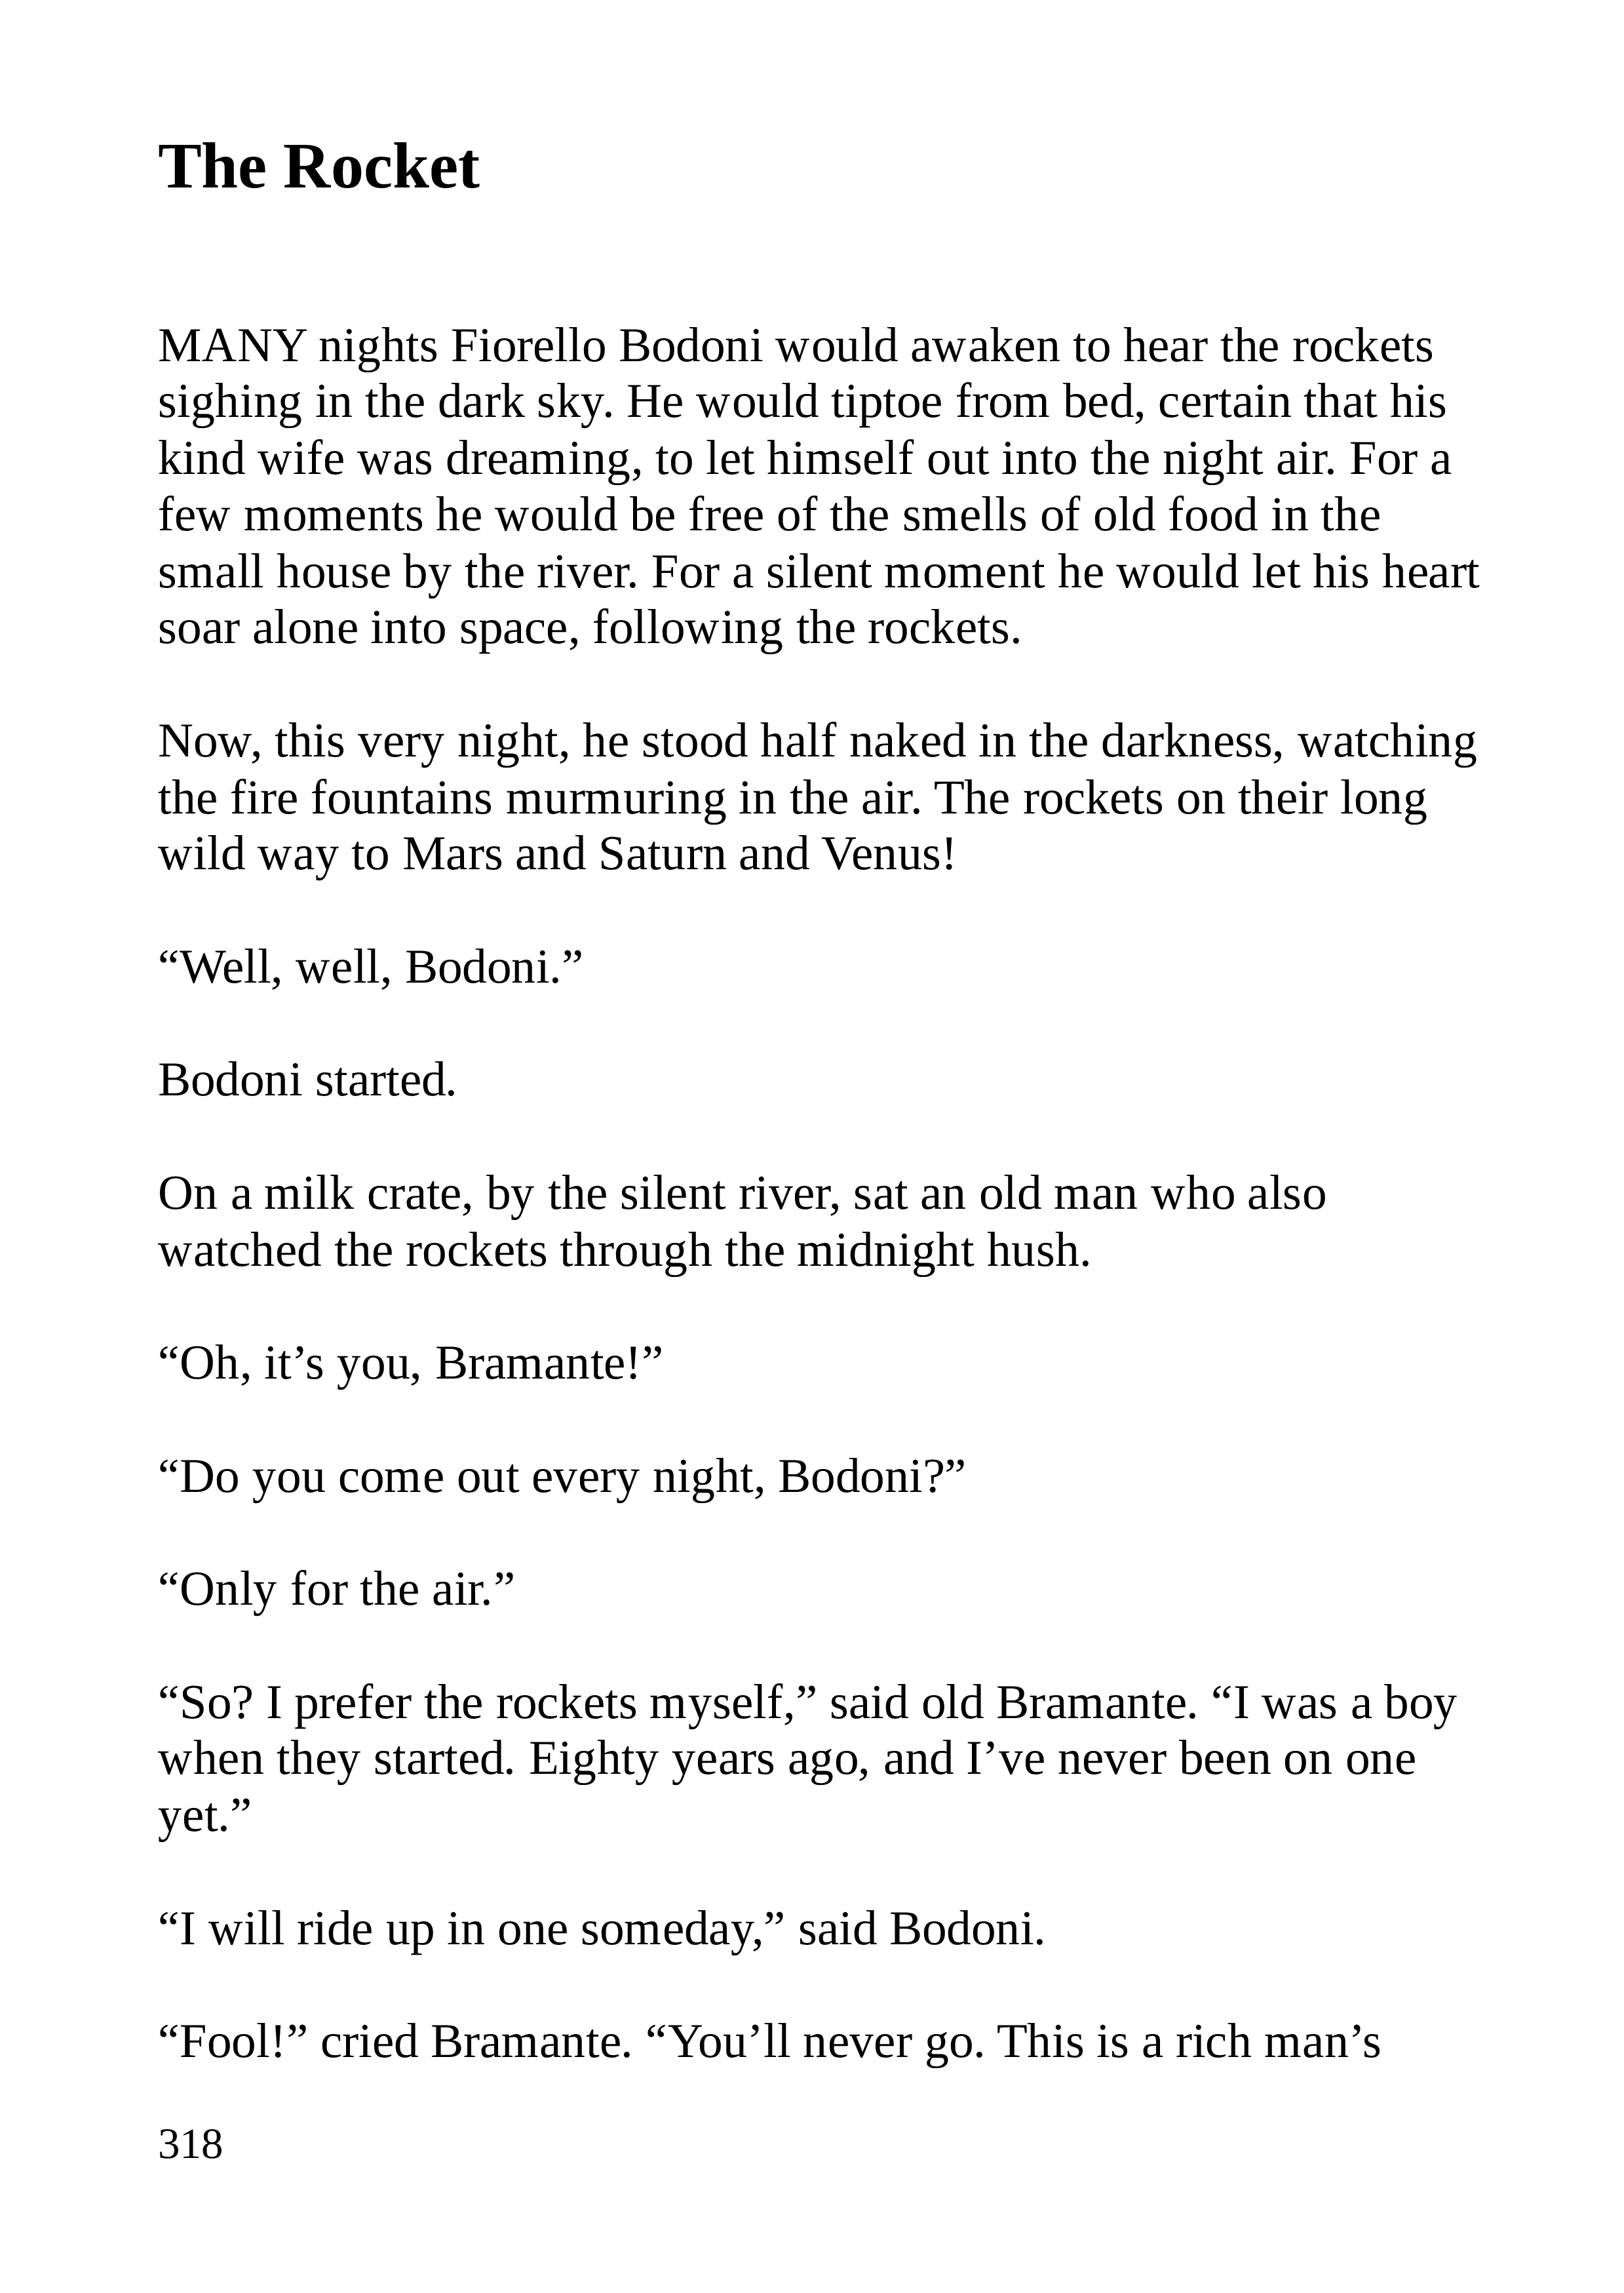 The Rocket
MANY nights Fiorello Bodoni would awaken to hear the rockets
sighing in the dark sky. He would tiptoe from bed, certain that his
kind wife was dreaming, to let himself out into the night air. For a
few moments he would be free of the smells of old food in the
small house by the river. For a silent moment he would let his heart
soar alone into space, following the rockets.
Now, this very night, he stood half naked in the darkness, watching
the fire fountains murmuring in the air. The rockets on their long
wild way to Mars and Saturn and Venus!
“Well, well, Bodoni.”
Bodoni started.
On a milk crate, by the silent river, sat an old man who also
watched the rockets through the midnight hush.
“Oh, it’s you, Bramante!”
“Do you come out every night, Bodoni?”
“Only for the air.”
“So? I prefer the rockets myself,” said old Bramante. “I was a boy
when they started. Eighty years ago, and I’ve never been on one
yet.”
“I will ride up in one someday,” said Bodoni.
“Fool!” cried Bramante. “You’ll never go. This is a rich man’s
318